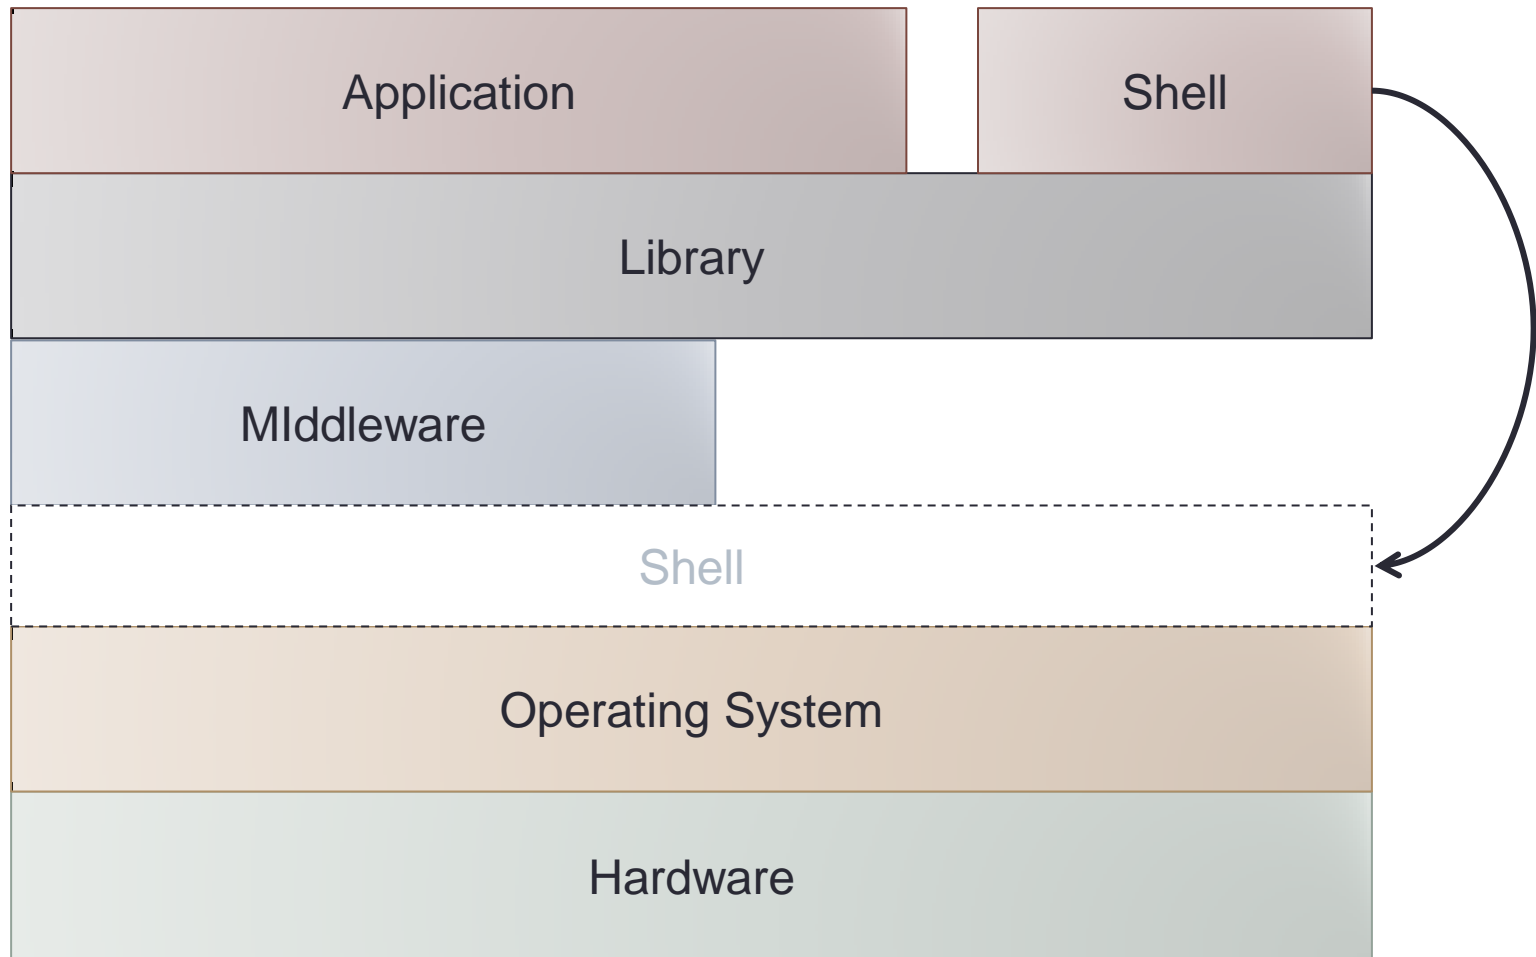 Application
Shell
Library
MIddleware
Shell
Operating System
Hardware